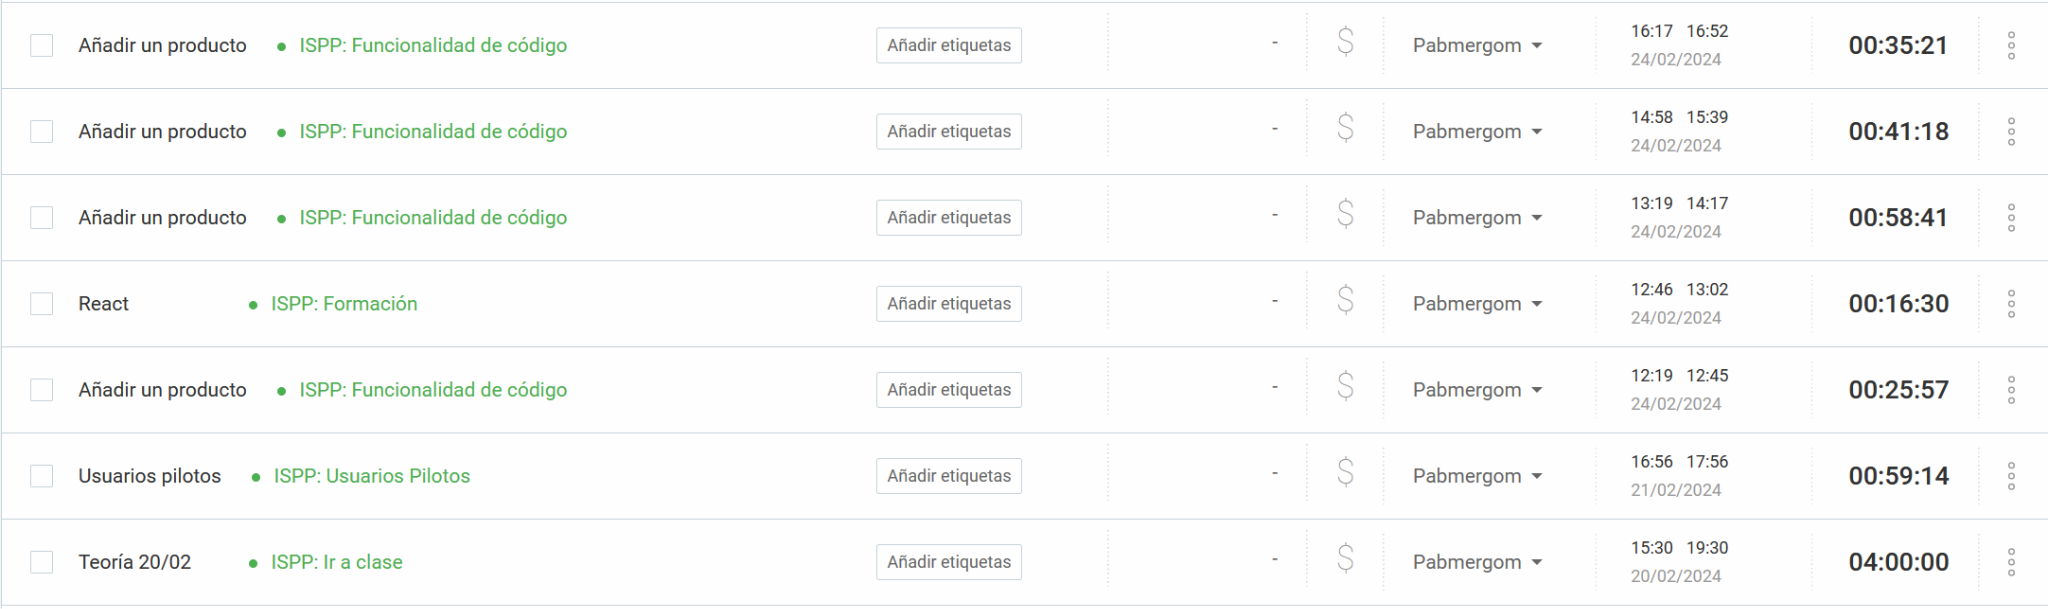 Añadir un producto • ISPP: Funcionalidad de código Añadir etiquetas - $ Pabmergom 16:17 16:52 00:35:21
24/02/2024
Añadir un producto • ISPP: Funcionalidad de código Añadir etiquetas - $ Pabmergom 14:58 15:39 00:41:18
24/02/2024
Añadir un producto • ISPP: Funcionalidad de código Añadir etiquetas - $ Pabmergom 13:19 14:17 00:58:41
24/02/2024
React • ISPP: Formación Añadir etiquetas - $ Pabmergom 12:46 13:02 00:16:30
24/02/2024
Añadir un producto • ISPP: Funcionalidad de código Añadir etiquetas - $ Pabmergom 12:19 12:45 00:25:57
24/02/2024
Usuarios pilotos • ISPP: Usuarios Pilotos Añadir etiquetas - $ Pabmergom 16:56 17:56 00:59:14
21/02/2024
Teoría 20/02 • ISPP: Ir a clase Añadir etiquetas - $ Pabmergom 15:30 19:30 04:00:00
20/02/2024